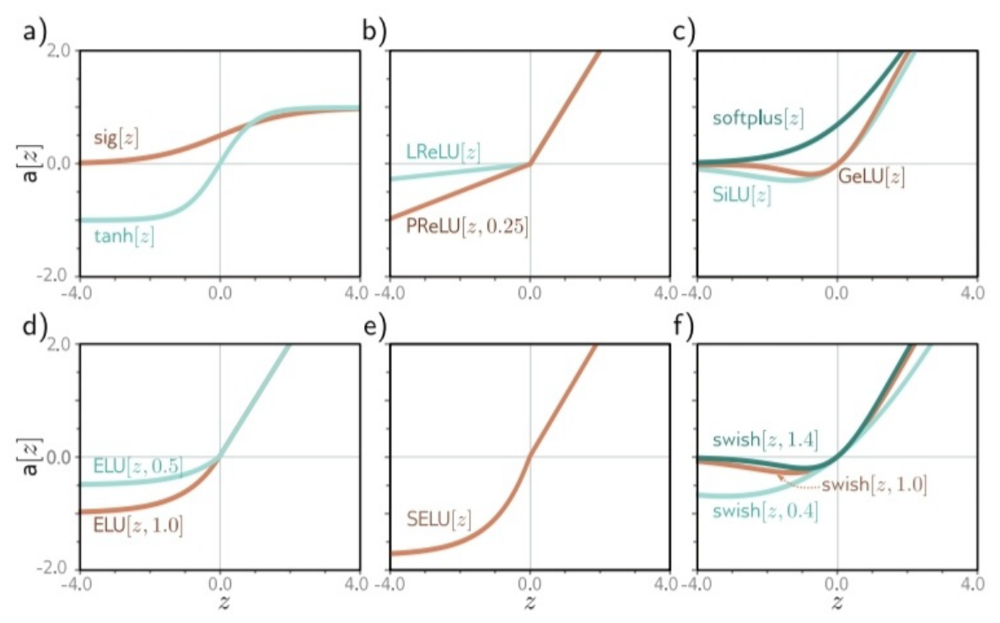 a)
b)
c)
2.0
sig[z]
a[z]
0.0
tanh[z]
-2.0
-4.0
0.0
4.0
LReLU[z]
PReLU[z, 0.25]
-4.0
0.0
4.0
softplus[z]
GeLU[z]
SiLU[z]
-4.0
0.0
4.0
d)
e)
f)
2.0
a[z]
0.0
ELU[z, 0.5]
ELU[z, 1.0]
-2.0
-4.0
0.0
4.0
z
SELU[z]
-4.0
0.0
4.0
z
swish[z, 1.4]
swish[z, 1.0]
swish[z, 0.4]
-4.0
0.0
4.0
z